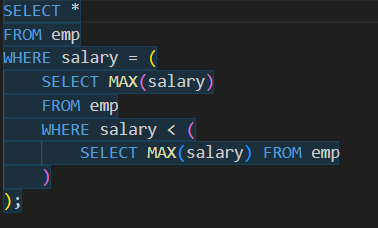 SELECT *
FROM emp
WHERE salary = (
    SELECT MAX(salary)
    FROM emp
    WHERE salary < (
        SELECT MAX(salary) FROM emp
    )
);